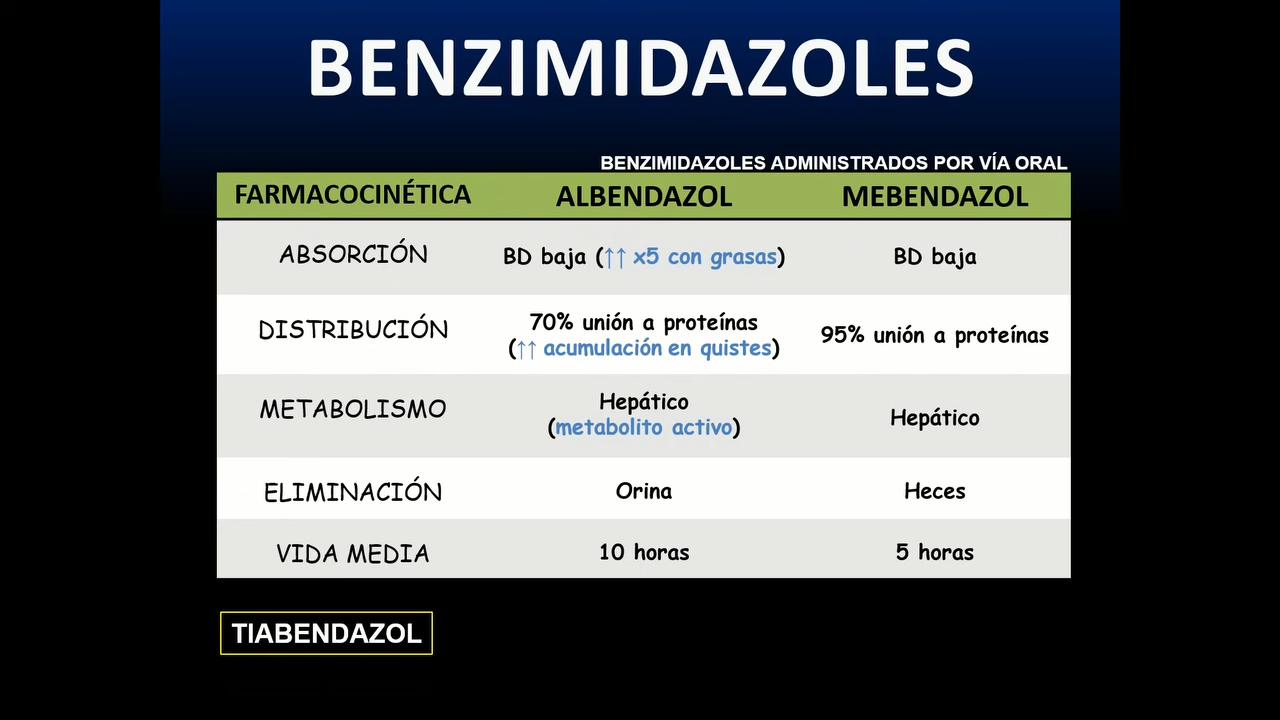 BENZIMIDAZOLES
BENZIMIDAZOLES ADMINISTRADOS POR VÍA ORAL
FARMACOCINÉTICA ALBENDAZOL MEBENDAZOL
ABSORCIÓN BD baja (↑↑ x5 con grasas) BD baja
DISTRIBUCIÓN 70% unión a proteínas
(↑↑ acumulación en quistes) 95% unión a proteínas
METABOLISMO Hepático
(metabolito activo) Hepático
ELIMINACIÓN Orina Heces
VIDA MEDIA 10 horas 5 horas
TIABENDAZOL